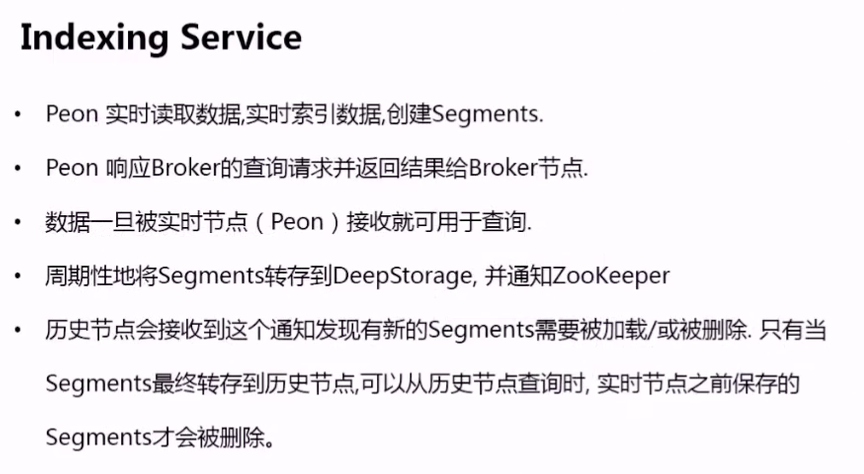 Indexing Service
• Peon 实时读取数据,实时索引数据,创建Segments.
• Peon 响应Broker的查询请求并返回结果给Broker节点.
• 数据一旦被实时节点（Peon）接收就可用于查询.
• 周期性地将Segments转存到DeepStorage, 并通知ZooKeeper
• 历史节点会接收到这个通知发现有新的Segments需要被加载/或被删除. 只有当
Segments最终转存到历史节点,可以从历史节点查询时, 实时节点之前保存的
Segments才会被删除。